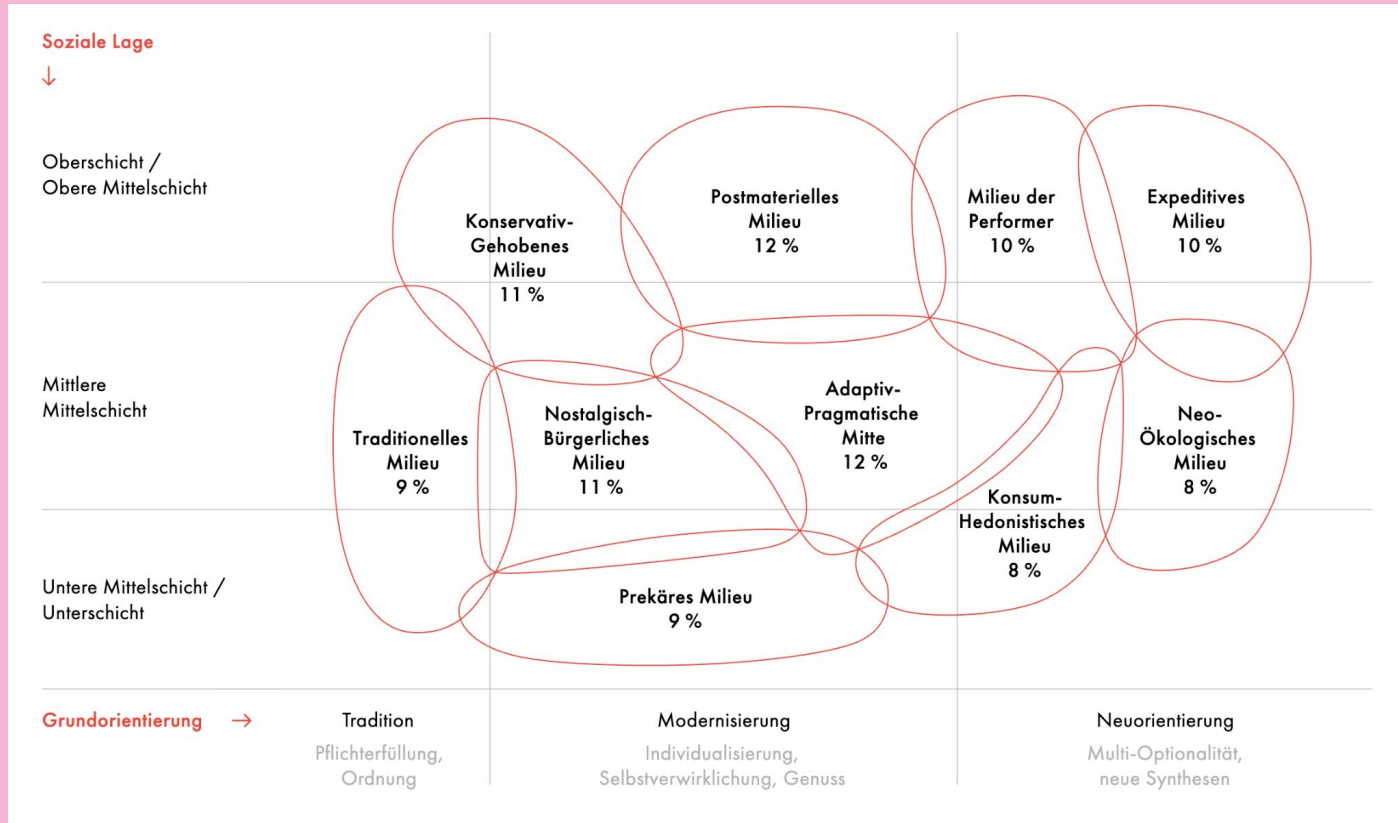 Soziale Lage
↓
Oberschicht /
Obere Mittelschicht
Konservativ-
Gehobenes
Milieu
11 %
Postmaterielles
Milieu
12 %
Milieu der
Performer
10 %
Expeditives
Milieu
10 %
Mittlere
Mittelschicht
Traditionelles
Milieu
9 %
Nostalgisch-
Bürgerliches
Milieu
11 %
Adaptiv-
Pragmatische
Mitte
12 %
Neo-
Ökologisches
Milieu
8 %
Konsum-
Hedonistisches
Milieu
8 %
Untere Mittelschicht /
Unterschicht
Prekäres Milieu
9 %
Grundorientierung →
Tradition
Pflichterfüllung,
Ordnung
Modernisierung
Individualisierung,
Selbstverwirklichung, Genuss
Neuorientierung
Multi-Optionalität,
neue Synthesen